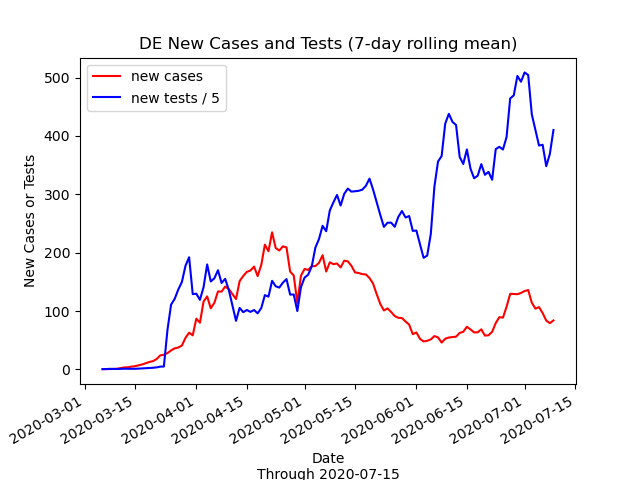 DE New Cases and Tests (7-day rolling mean)
new cases
new tests / 5
New Cases or Tests
500
400
300
200
100
0
2020-03-01
2020-03-15
2020-04-01
2020-04-15
2020-05-01
2020-05-15
2020-06-01
2020-06-15
2020-07-01
2020-07-15
Date
Through 2020-07-15